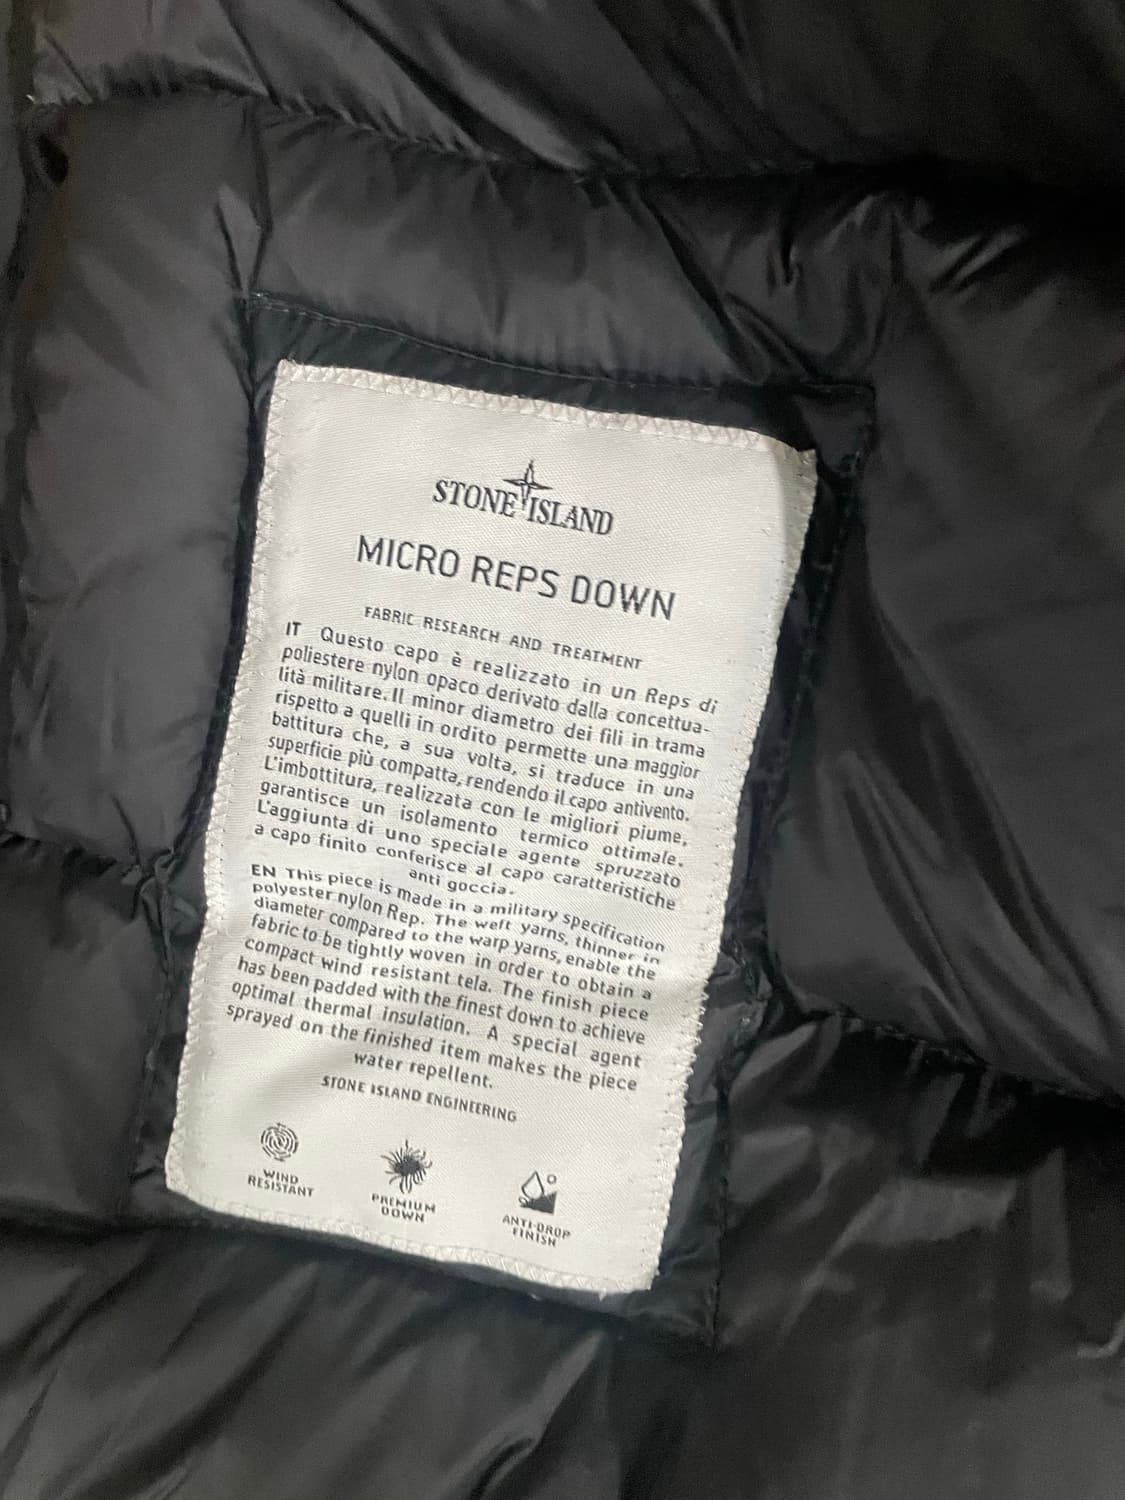 STONE ISLAND
MICRO REPS DOWN
FABRIC RESEARCH AND TREATMENT
IT Questo capo è realizzato in un Reps di
poliestere nylon opaco derivato dalla concettua-
lità militare. Il minor diametro dei fili in trama
rispetto a quelli in ordito permette una maggior
battitura che, a sua volta, si traduce in una
superficie più compatta, rendendo il capo antivento.
L'imbottitura, realizzata con le migliori piume,
garantisce un isolamento termico ottimale.
L'aggiunta di uno speciale agente spruzzato
a capo finito conferisce al capo caratteristiche
anti goccia.
EN This piece is made in a military specification
polyester nylon Rep. The weft yarns, thinner in
diameter compared to the warp yarns, enable the
fabric to be tightly woven in order to obtain a
compact wind resistant tela. The finish piece
has been padded with the finest down to achieve
optimal thermal insulation. A special agent
sprayed on the finished item makes the piece
water repellent.
STONE ISLAND ENGINEERING
WIND
RESISTANT
PREMIUM
DOWN
ANTI-DROP
FINISH